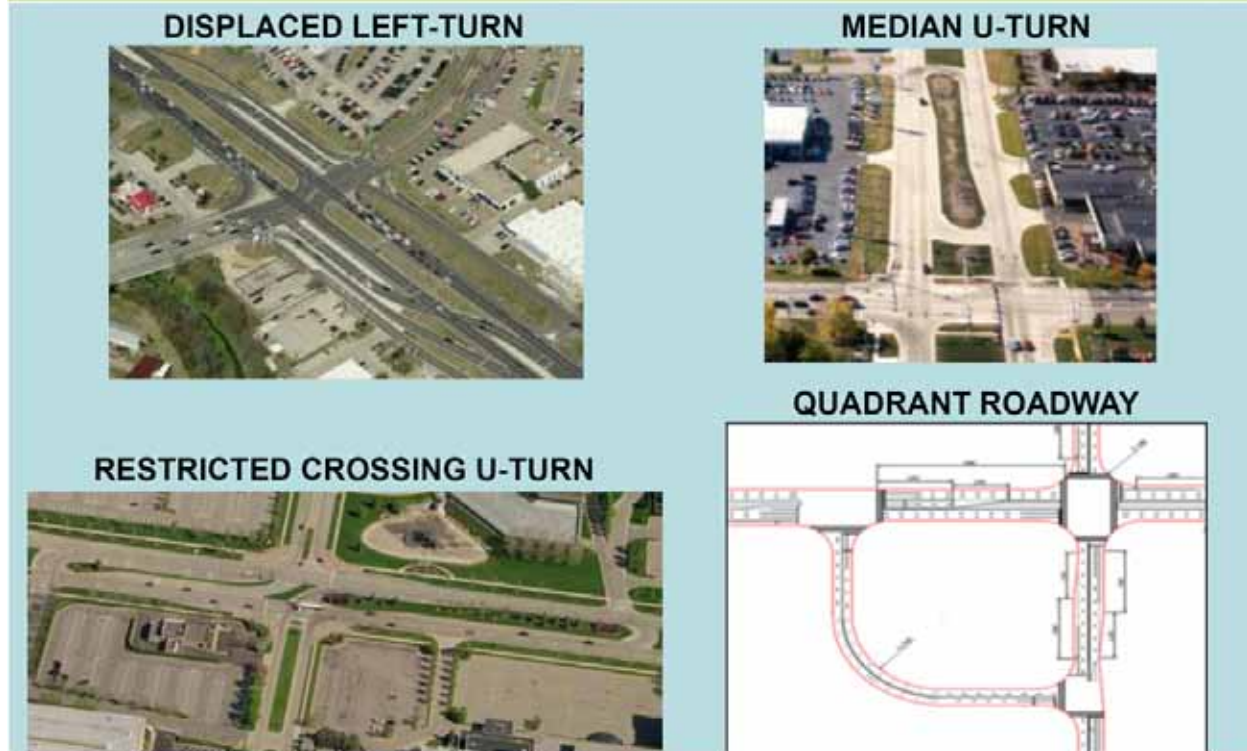 DISPLACED LEFT-TURN
MEDIAN U-TURN
QUADRANT ROADWAY
RESTRICTED CROSSING U-TURN